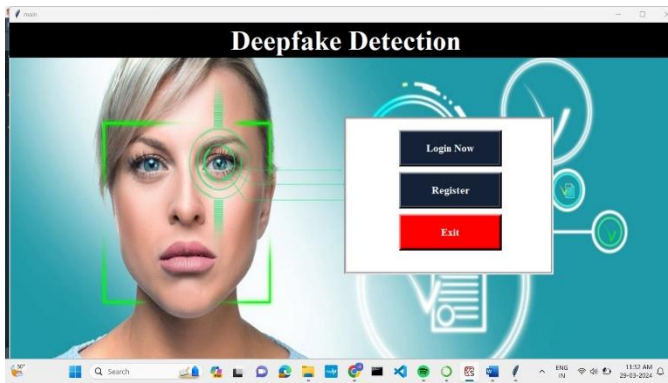 main
Deepfake Detection
Login Now
Register
Exit
Search
ENG
IN
11:32 AM
29-03-2024